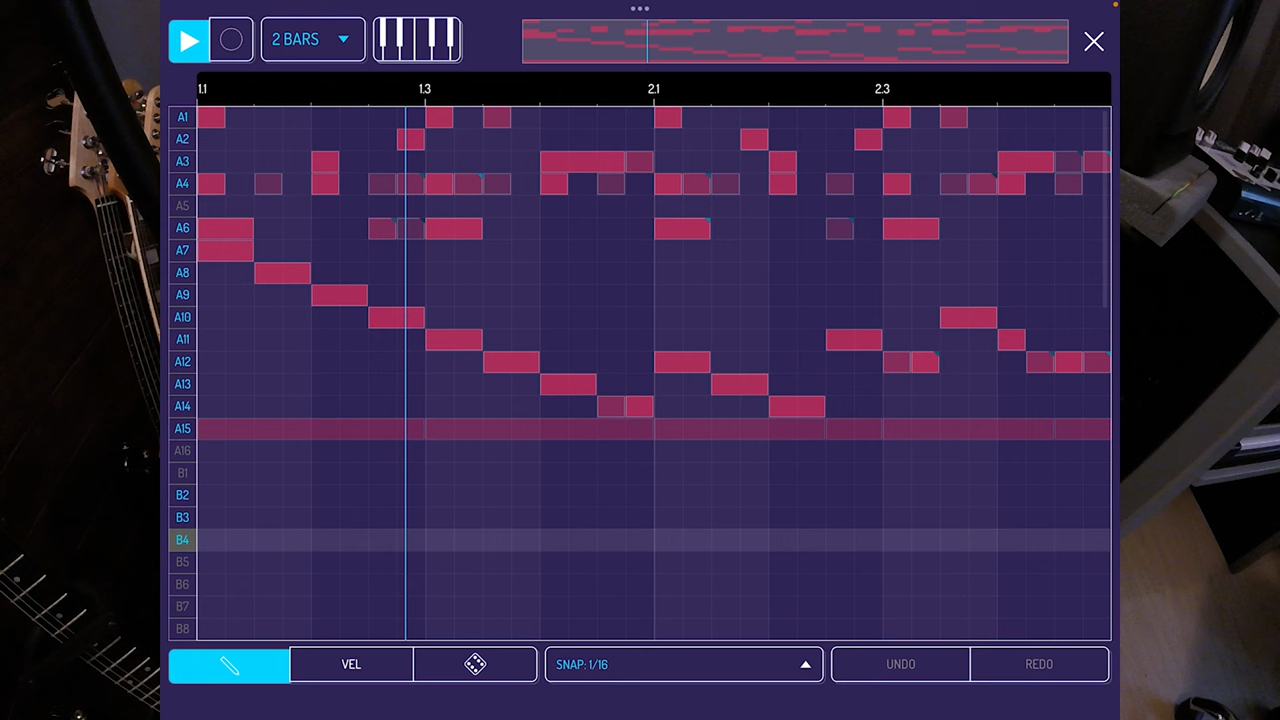 2 BARS
1.1 1.3 2.1 2.3
A1
A2
A3
A4
A5
A6
A7
A8
A9
A10
A11
A12
A13
A14
A15
A16
B1
B2
B3
B4
B5
B6
B7
B8
VEL SNAP: 1/16 UNDO REDO